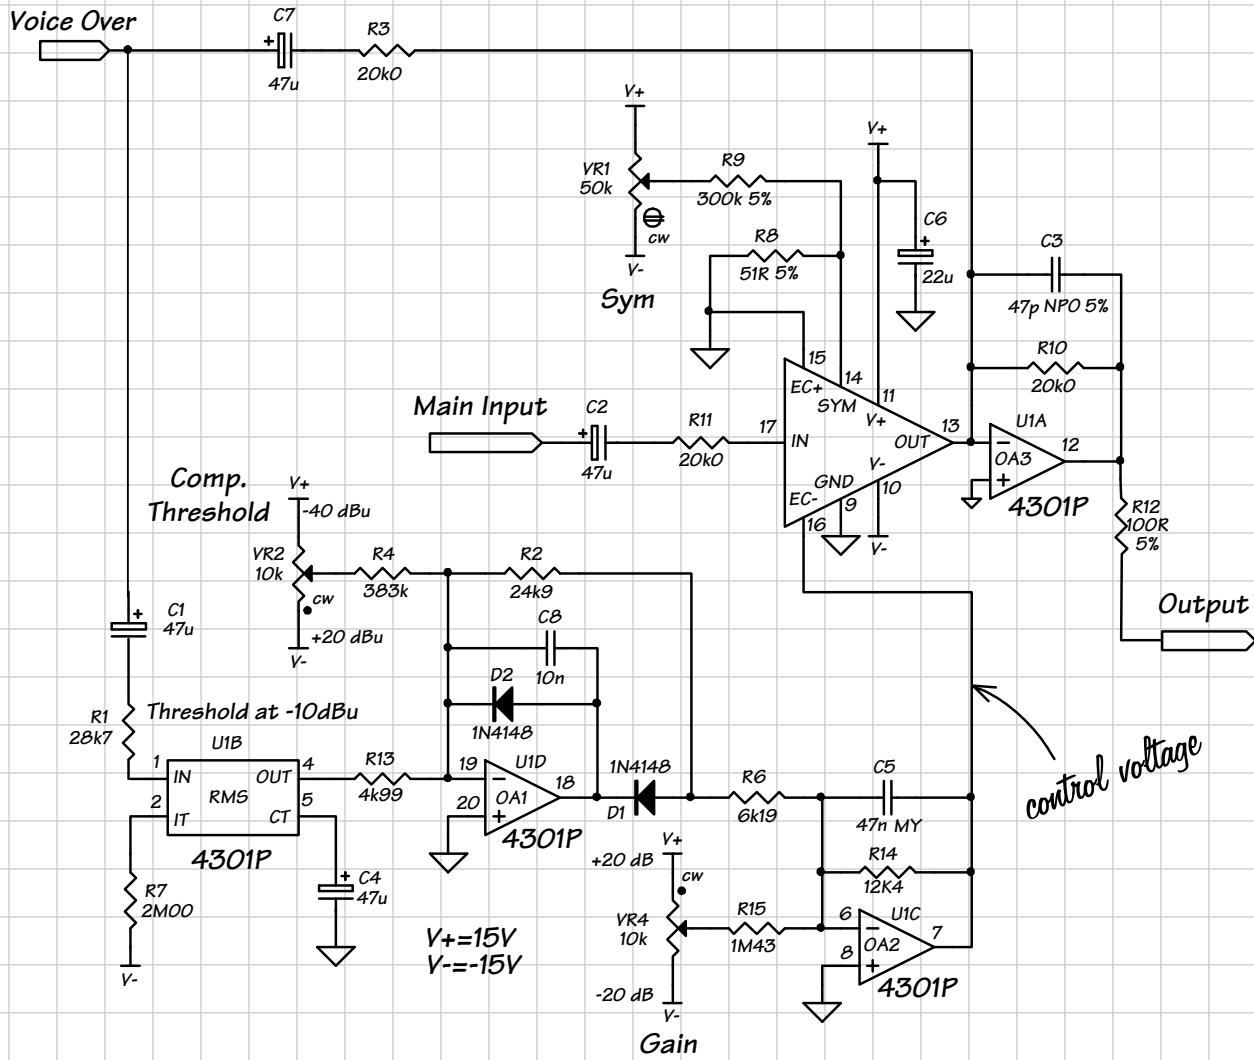 Voice Over
C7
+
47u
R3
20k0
V+
VR1
50k
cw
V-
Sym
R9
300k 5%
R8
51R 5%
V+
C6
+
22u
C3
47p NPO 5%
R10
20k0
15
EC+
14
SYM
11
V+
Main Input
C2
+
47u
R11
20k0
17
IN
OUT
13
U1A
-
OA3
+
12
4301P
V-
10
GND
9
EC-
16
V-
R12
100R
5%
Output
Comp.
Threshold
V+
-40 dBu
VR2
10k
cw
+20 dBu
V-
R4
383k
R2
24k9
C8
10n
D2
1N4148
C1
+
47u
R1
28k7
Threshold at -10dBu
U1B
1
IN
OUT
4
RMS
2
IT
CT
5
4301P
R13
4k99
19
-
U1D
OA1
18
20
+
4301P
1N4148
D1
R6
6k19
C5
47n MY
control voltage
R7
2M00
V-
C4
+
47u
R14
12K4
V+
+20 dB
cw
VR4
10k
-20 dB
V-
Gain
R15
1M43
6
-
U1C
OA2
7
8
+
4301P
V+=15V
V-=-15V